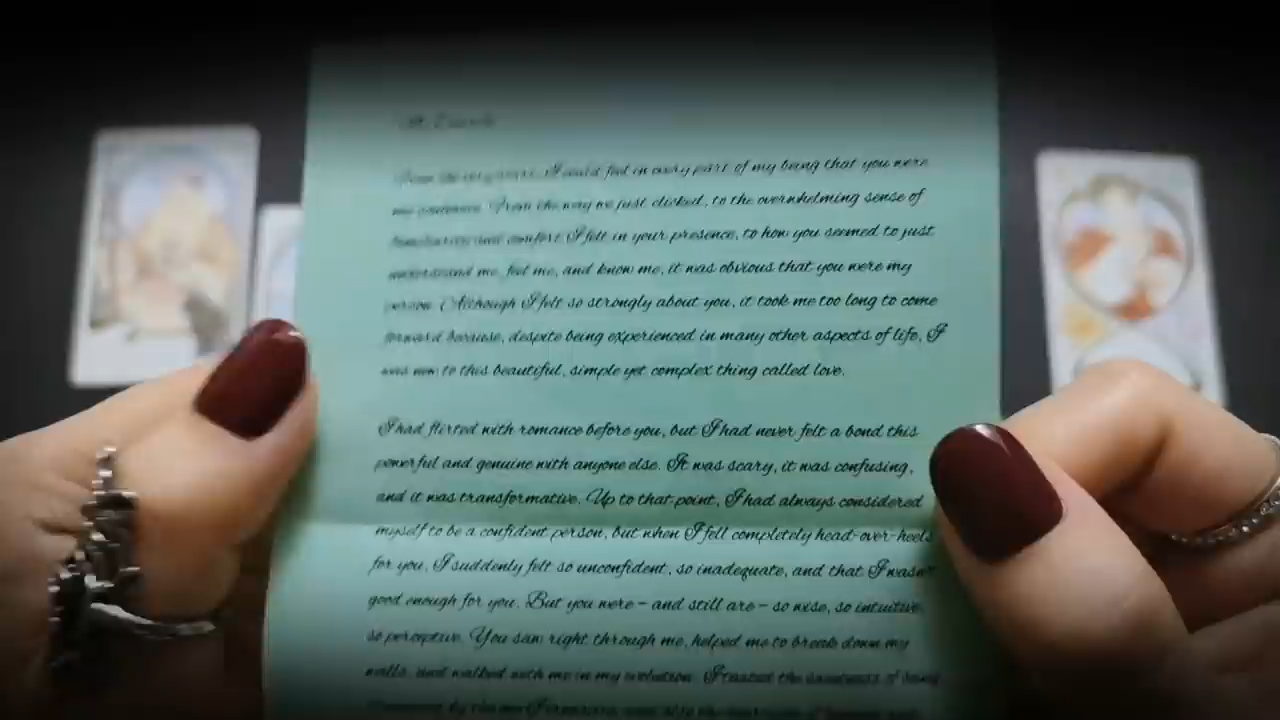 I could feel in every part of my being that you were
From the way we just clicked, to the overwhelming sense of
familiarity and comfort I felt in your presence, to how you seemed to just
understand me, feel me, and know me, it was obvious that you were my
person. Although I felt so strongly about you, it took me too long to come
forward because, despite being experienced in many other aspects of life, I
was new to this beautiful, simple yet complex thing called love.
I had flirted with romance before you, but I had never felt a bond this
powerful and genuine with anyone else. It was scary, it was confusing,
and it was transformative. Up to that point, I had always considered
myself to be a confident person, but when I fell completely head-over-heels
for you, I suddenly felt so unconfident, so inadequate, and that I wasn't
good enough for you. But you were – and still are – so wise, so intuitive,
so perceptive. You saw right through me, helped me to break down my
walls, and walked with me in my evolution. I tasted the sweetness of being